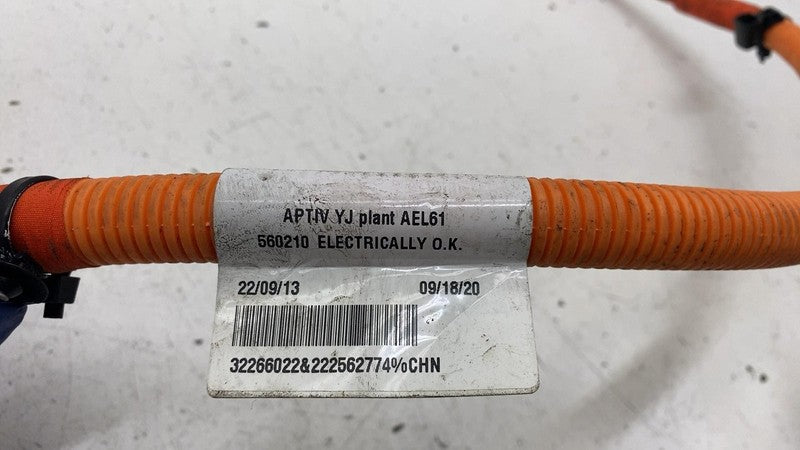 APTIV YJ plant AEL61
560210 ELECTRICALLY O.K.
22/09/13 09/18/20
32266022&222562774%CHN